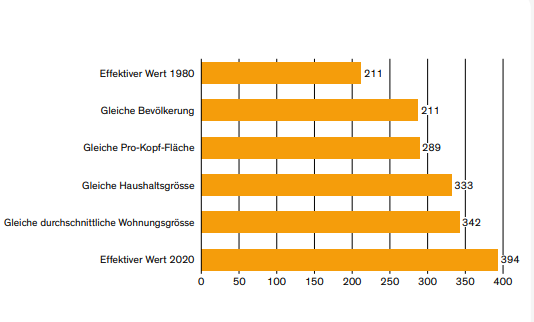 Effektiver Wert 1980 211
Gleiche Bevölkerung 211
Gleiche Pro-Kopf-Fläche 289
Gleiche Haushaltsgrösse 333
Gleiche durchschnittliche Wohnungsgrösse 342
Effektiver Wert 2020 394
0 50 100 150 200 250 300 350 400